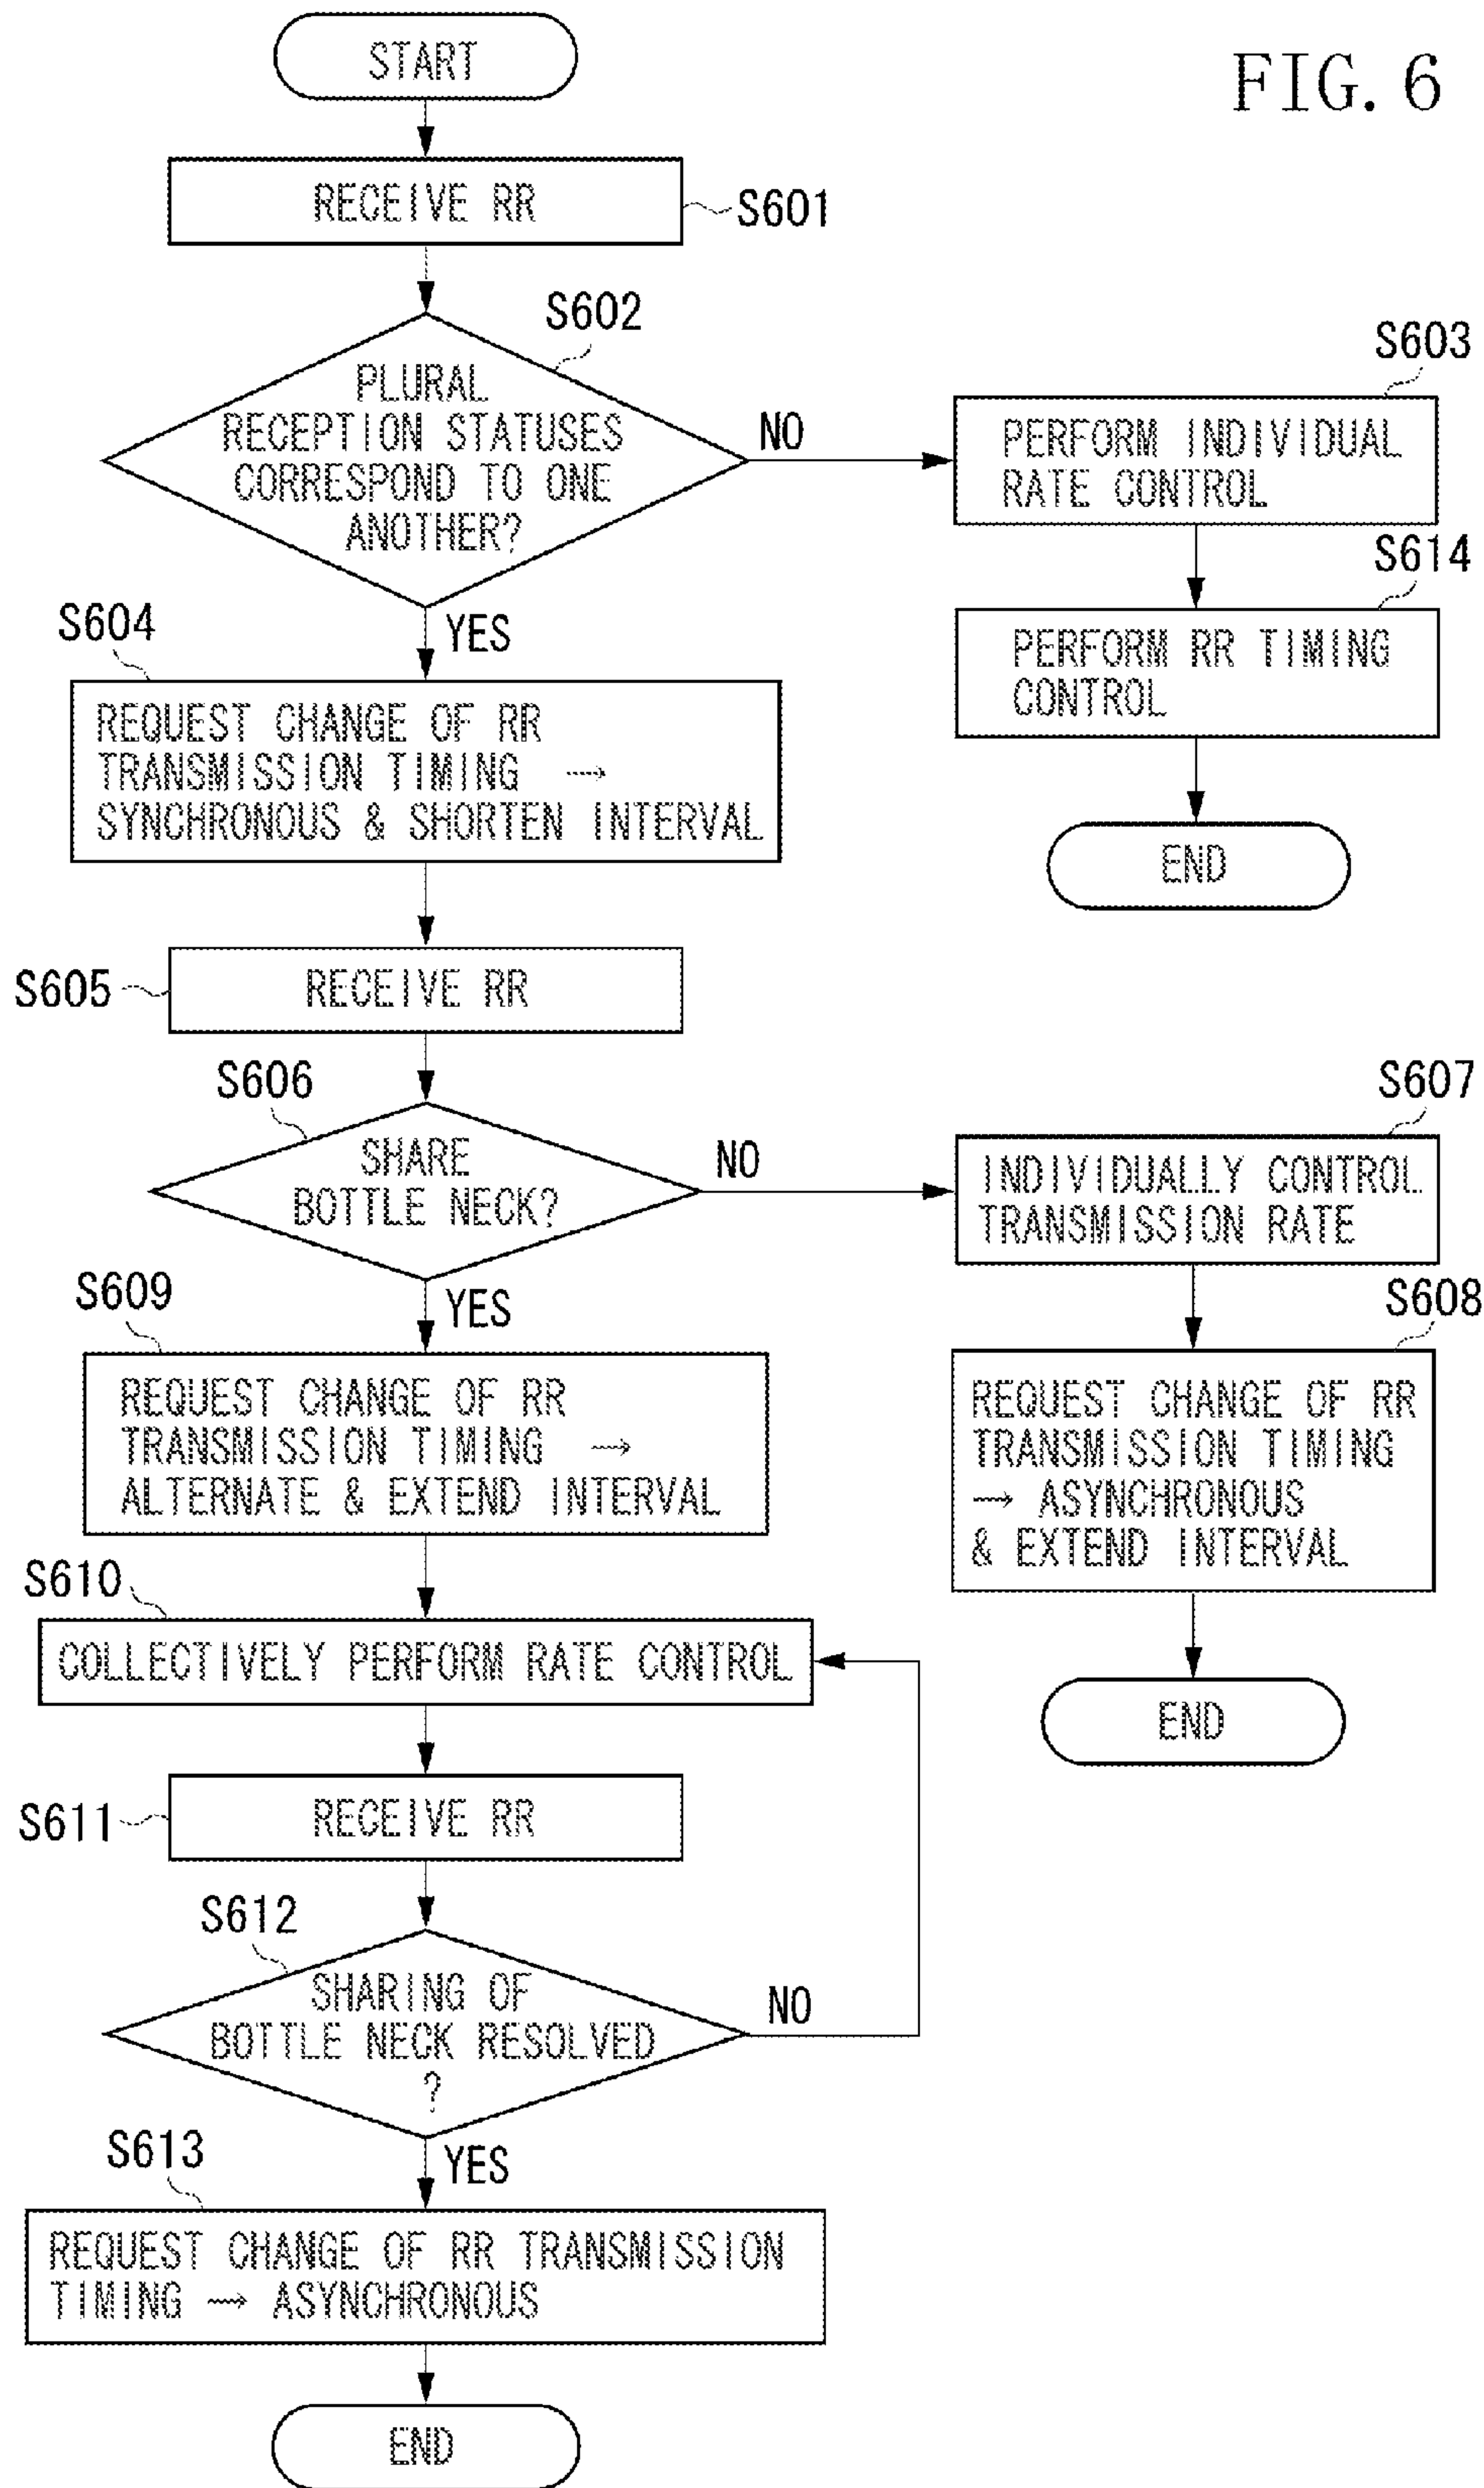 FIG. 6
START
RECEIVE RR
S601
S602
PLURAL
RECEPTION STATUSES
CORRESPOND TO ONE
ANOTHER?
NO
YES
S603
PERFORM INDIVIDUAL
RATE CONTROL
S614
PERFORM RR TIMING
CONTROL
END
S604
REQUEST CHANGE OF RR
TRANSMISSION TIMING →
SYNCHRONOUS & SHORTEN INTERVAL
S605
RECEIVE RR
S606
SHARE
BOTTLE NECK?
NO
YES
S607
INDIVIDUALLY CONTROL
TRANSMISSION RATE
S608
REQUEST CHANGE OF RR
TRANSMISSION TIMING
→ ASYNCHRONOUS
& EXTEND INTERVAL
END
S609
REQUEST CHANGE OF RR
TRANSMISSION TIMING →
ALTERNATE & EXTEND INTERVAL
S610
COLLECTIVELY PERFORM RATE CONTROL
S611
RECEIVE RR
S612
SHARING OF
BOTTLE NECK RESOLVED
?
NO
YES
S613
REQUEST CHANGE OF RR TRANSMISSION
TIMING → ASYNCHRONOUS
END